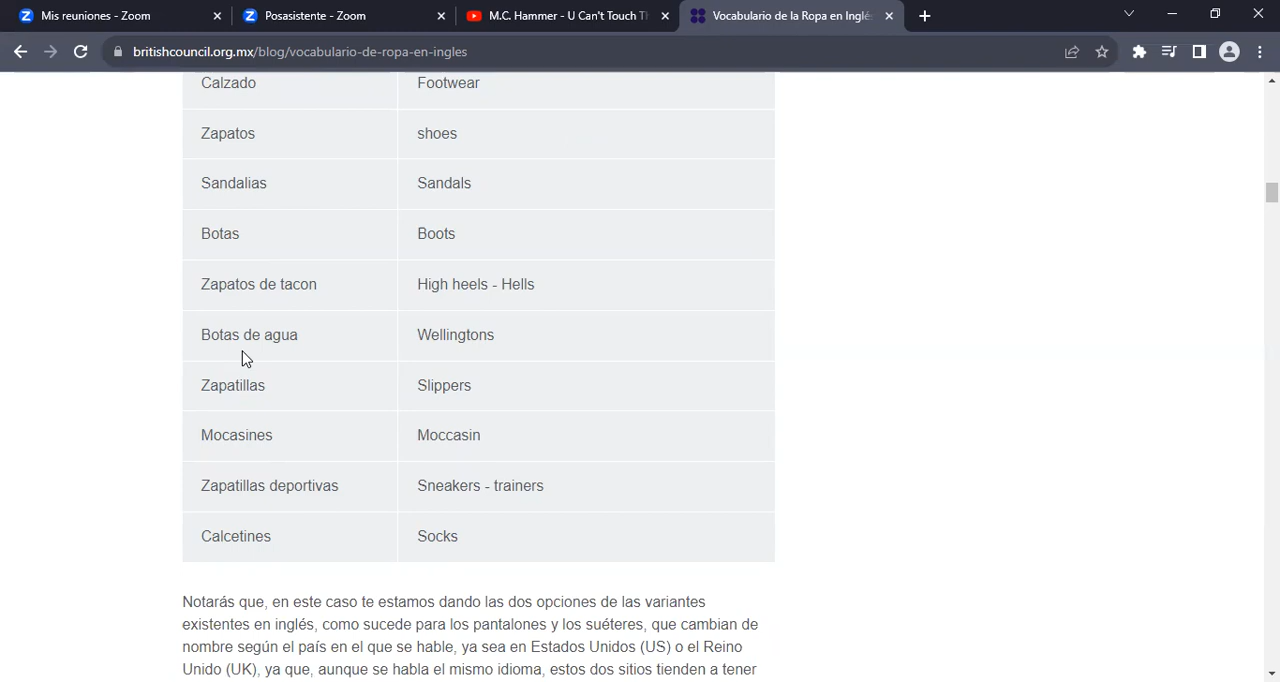 Mis reuniones - Zoom
Posasistente - Zoom
M.C. Hammer - U Can't Touch Th
Vocabulario de la Ropa en Inglés
britishcouncil.org.mx/blog/vocabulario-de-ropa-en-ingles
Calzado Footwear
Zapatos shoes
Sandalias Sandals
Botas Boots
Zapatos de tacon High heels - Hells
Botas de agua Wellingtons
Zapatillas Slippers
Mocasines Moccasin
Zapatillas deportivas Sneakers - trainers
Calcetines Socks
Notarás que, en este caso te estamos dando las dos opciones de las variantes
existentes en inglés, como sucede para los pantalones y los suéteres, que cambian de
nombre según el país en el que se hable, ya sea en Estados Unidos (US) o el Reino
Unido (UK), ya que, aunque se habla el mismo idioma, estos dos sitios tienden a tener